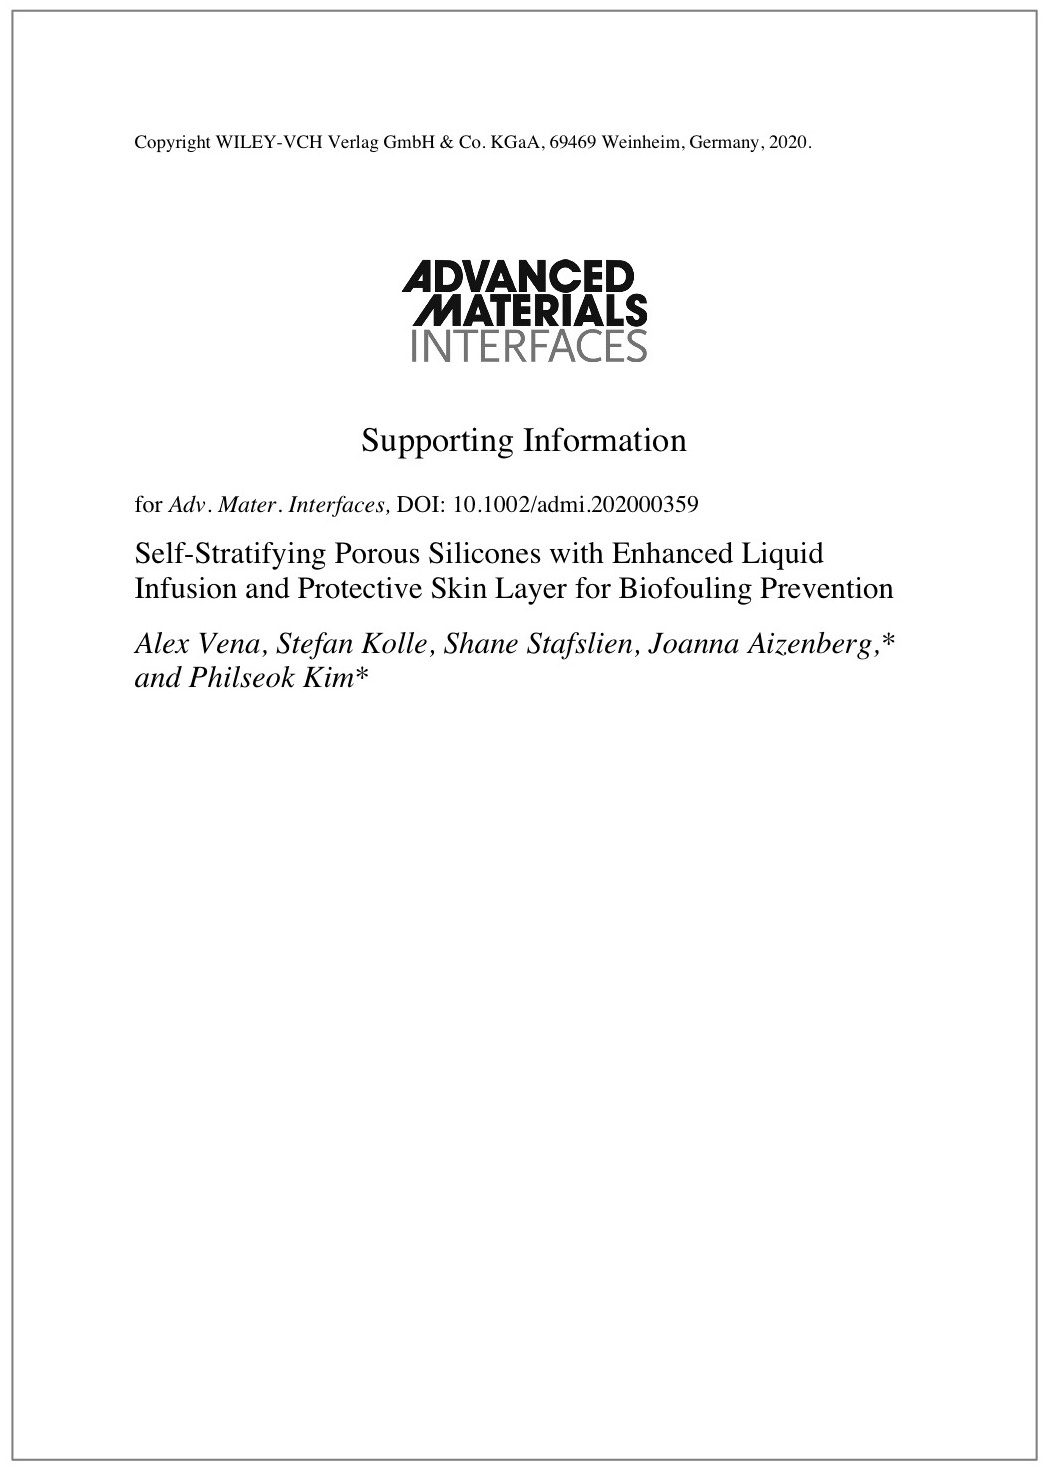 Copyright WILEY-VCH Verlag GmbH & Co. KGaA, 69469 Weinheim, Germany, 2020.
ADVANCED
MATERIALS
INTERFACES
Supporting Information
for Adv. Mater. Interfaces, DOI: 10.1002/admi.202000359
Self-Stratifying Porous Silicones with Enhanced Liquid
Infusion and Protective Skin Layer for Biofouling Prevention
Alex Vena, Stefan Kolle, Shane Stafslien, Joanna Aizenberg,*
and Philseok Kim*